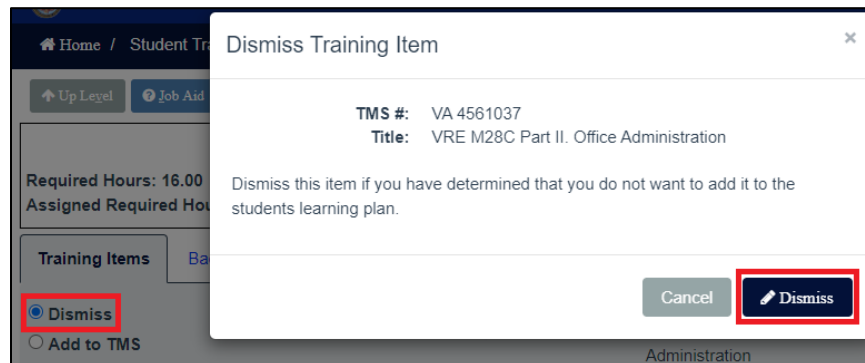 Home / Student Tra
Dismiss Training Item
×
Up Level
Job Aid
TMS #: VA 4561037
Title: VRE M28C Part II. Office Administration
Required Hours: 16.00
Assigned Required Hou
Dismiss this item if you have determined that you do not want to add it to the
students learning plan.
Training Items
Ba
Cancel
Dismiss
Dismiss
Add to TMS
Administration